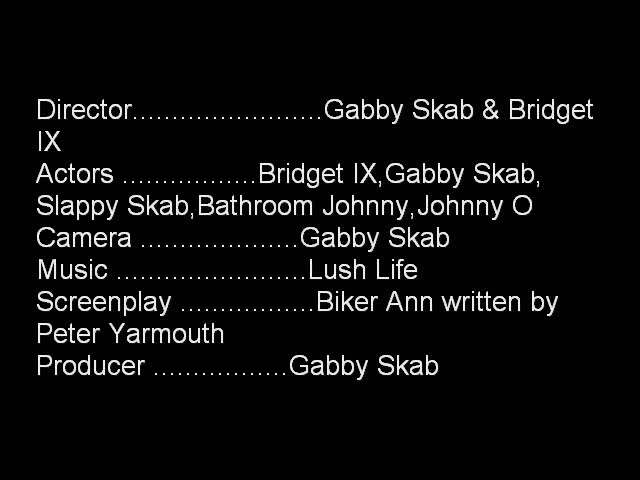 Director........................Gabby Skab & Bridget
IX
Actors .................Bridget IX,Gabby Skab,
Slappy Skab,Bathroom Johnny,Johnny O
Camera ....................Gabby Skab
Music ........................Lush Life
Screenplay .................Biker Ann written by
Peter Yarmouth
Producer .................Gabby Skab